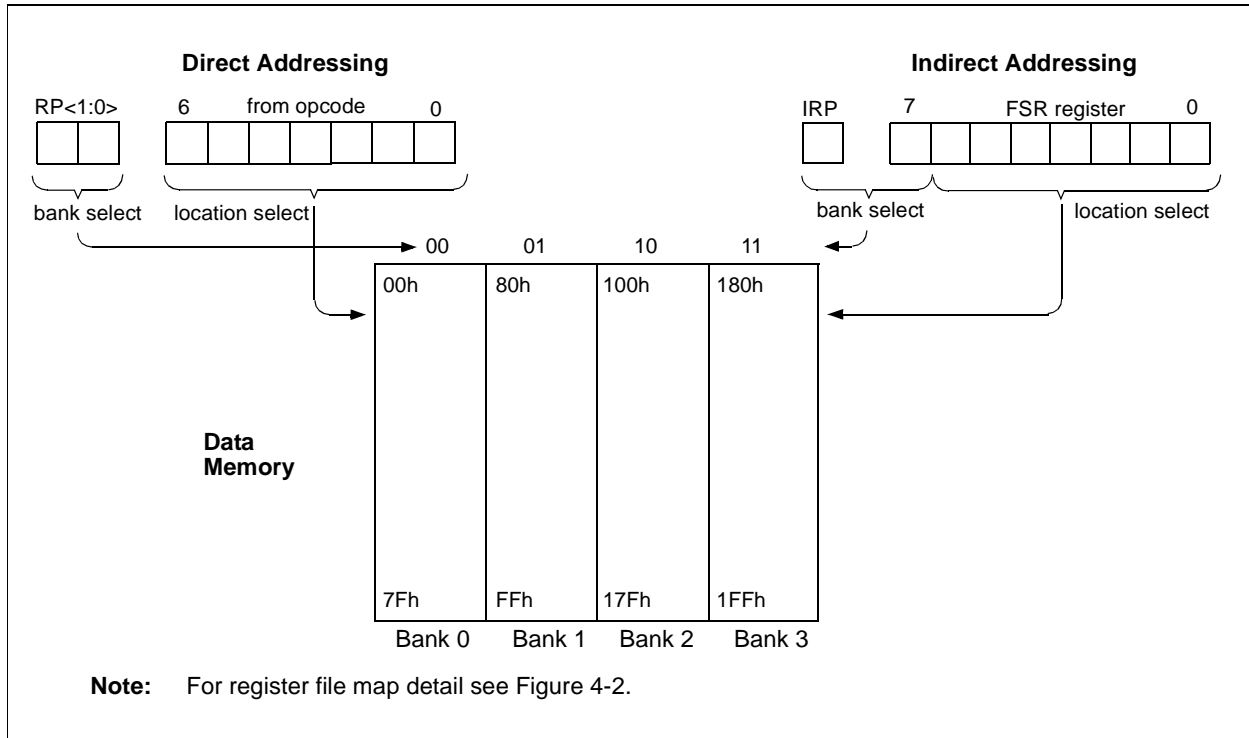 Direct Addressing
Indirect Addressing
RP<1:0>
6 from opcode 0
IRP
7 FSR register 0
bank select
location select
bank select
location select
00 01 10 11
00h 80h 100h 180h
Data
Memory
7Fh FFh 17Fh 1FFh
Bank 0 Bank 1 Bank 2 Bank 3
Note: For register file map detail see Figure 4-2.